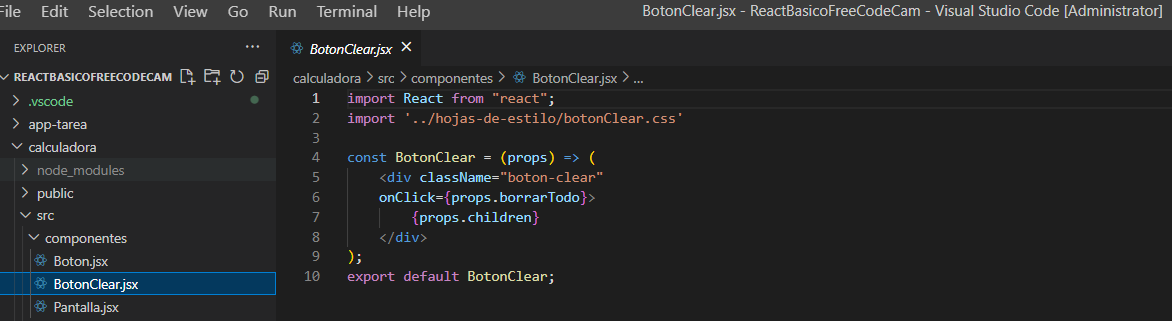 File Edit Selection View Go Run Terminal Help BotonClear.jsx - ReactBasicoFreeCodeCam - Visual Studio Code [Administrator]
EXPLORER ...
REACTBASICOFREECODECAM
.vscode
app-tarea
calculadora
node_modules
public
src
componentes
Boton.jsx
BotonClear.jsx
Pantalla.jsx
BotonClear.jsx
calculadora > src > componentes > BotonClear.jsx > ...
1 import React from "react";
2 import '../hojas-de-estilo/botonClear.css'
3
4 const BotonClear = (props) => (
5 <div className="boton-clear"
6 onClick={props.borrarTodo}>
7 {props.children}
8 </div>
9 );
10 export default BotonClear;